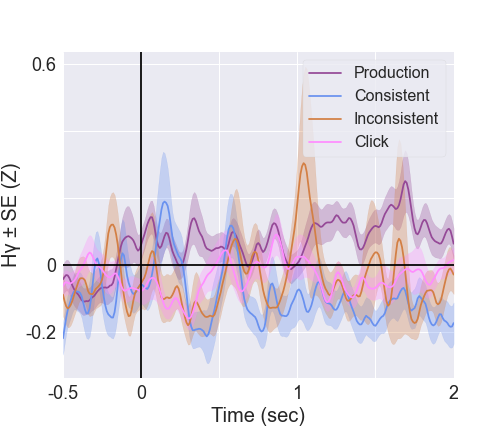 Hγ ± SE (Z)
0.6
0
-0.2
-0.5
0
1
2
Time (sec)
Production
Consistent
Inconsistent
Click